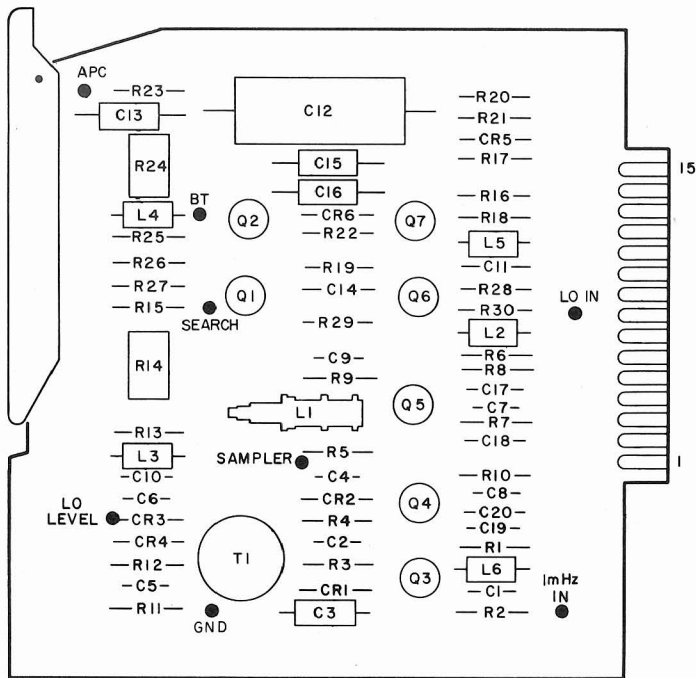 APC
R23
C13
R24
L4
BT
R25
R26
R27
R15
SEARCH
R14
R13
L3
C10
C6
LO
LEVEL
CR3
CR4
R12
C5
R11
GND
T1
Q2
Q1
C12
C15
C16
CR6
R22
R19
C14
R29
C9
R9
L1
SAMPLER
R5
C4
CR2
R4
C2
R3
CR1
C3
Q7
Q6
Q5
Q4
Q3
R20
R21
CR5
R17
R16
R18
L5
C11
R28
R30
L2
R6
R8
C17
C7
R7
C18
R10
C8
C20
C19
R1
L6
C1
R2
LO IN
1mHz
IN
15
1